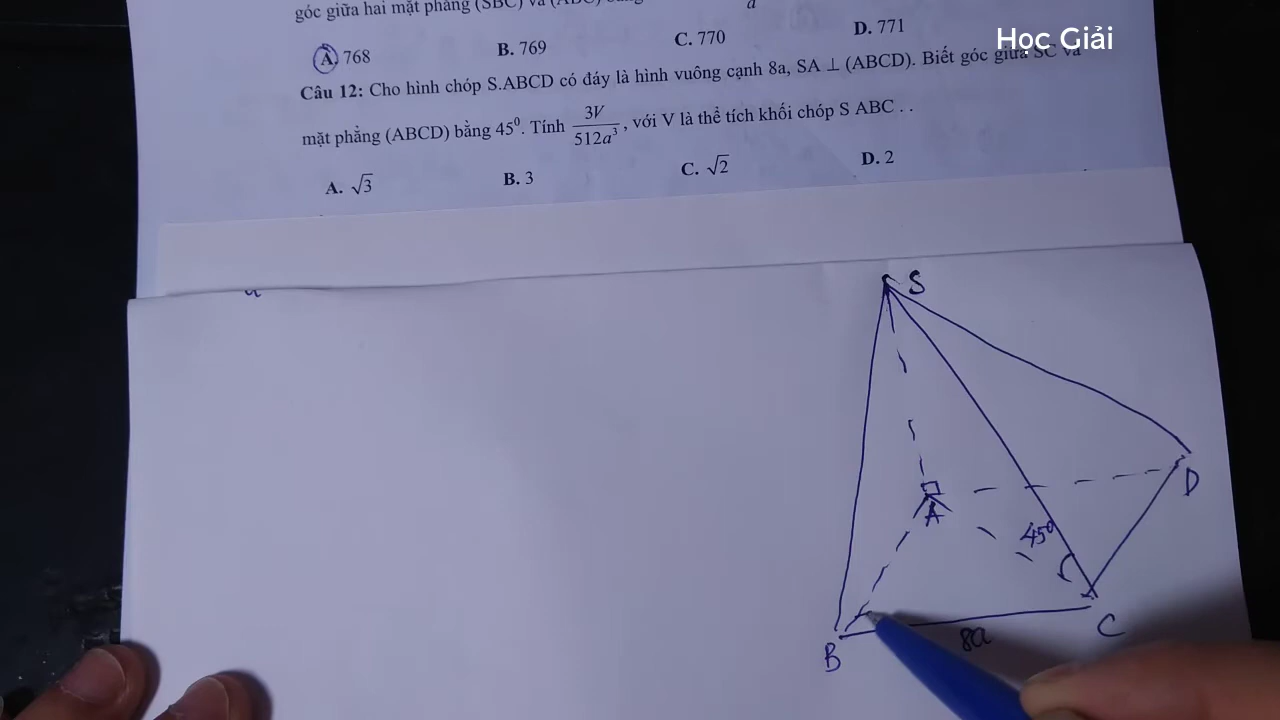 góc giữa hai mặt phẳng (SBC) và (ABC)
a
A. 768 B. 769 C. 770 D. 771
Học Giải
Câu 12: Cho hình chóp S.ABCD có đáy là hình vuông cạnh 8a, SA ⊥ (ABCD). Biết góc giữa SC và
mặt phẳng (ABCD) bằng 45⁰. Tính 3V/512a³, với V là thể tích khối chóp S ABC . .
A. √3 B. 3 C. √2 D. 2
S
D
A
45⁰
C
8a
B